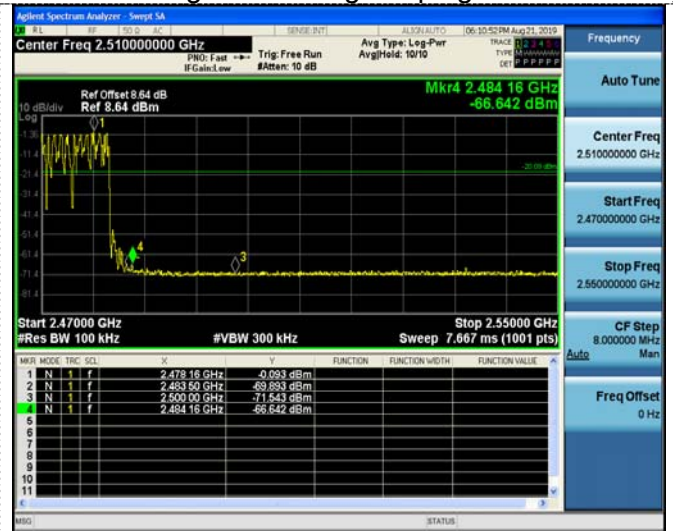 Agilent Spectrum Analyzer - Swept SA
RL RF 50 Ω AC SENSE:INT ALIGN AUTO 06:10:52 PM Aug 21, 2019
Center Freq 2.510000000 GHz
PNO: Fast
IFGain:Low
Trig: Free Run
#Atten: 10 dB
Avg Type: Log-Pwr
Avg|Hold: 10/10
TRACE 1 2 3 4 5 6
TYPE
DET P P P P P P
Mkr4 2.484 16 GHz
-66.642 dBm
Ref Offset 8.64 dB
Ref 8.64 dBm
10 dB/div
Log
1
-1.36
-11.4
-20.09 dBm
-21.4
-31.4
-41.4
-51.4
4
3
-61.4
-71.4
-81.4
Start 2.47000 GHz Stop 2.55000 GHz
#Res BW 100 kHz #VBW 300 kHz Sweep 7.667 ms (1001 pts)
MKR MODE TRC SCL X Y FUNCTION FUNCTION WIDTH FUNCTION VALUE
1 N 1 f 2.478 16 GHz -0.093 dBm
2 N 1 f 2.483 50 GHz -69.893 dBm
3 N 1 f 2.500 00 GHz -71.543 dBm
4 N 1 f 2.484 16 GHz -66.642 dBm
5
6
7
8
9
10
11
MSG STATUS
Frequency
Auto Tune
Center Freq
2.510000000 GHz
Start Freq
2.470000000 GHz
Stop Freq
2.550000000 GHz
CF Step
8.000000 MHz
Auto Man
Freq Offset
0 Hz